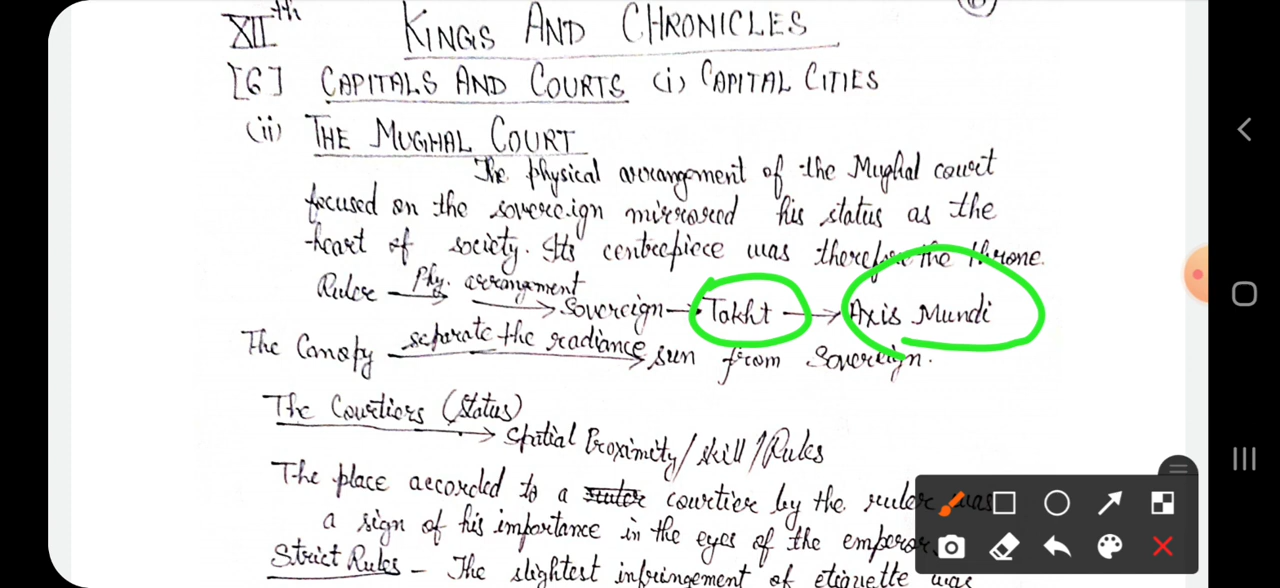 XIIth KINGS AND CHRONICLES
[6] CAPITALS AND COURTS (i) CAPITAL CITIES
(ii) THE MUGHAL COURT
The physical arrangement of the Mughal court
focused on the sovereign mirrored his status as the
heart of society. Its centrepiece was therefore the throne.
Ruler Phy. arrangement Sovereign → Takht → Axis Mundi
The Canopy separate the radiance sun from Sovereign.
The Courtiers (Status)
→ Spatial Proximity/skill/Rules
The place accorded to a courtier by the ruler was
a sign of his importance in the eyes of the emperor
Strict Rules – The slightest infringement of etiquette was